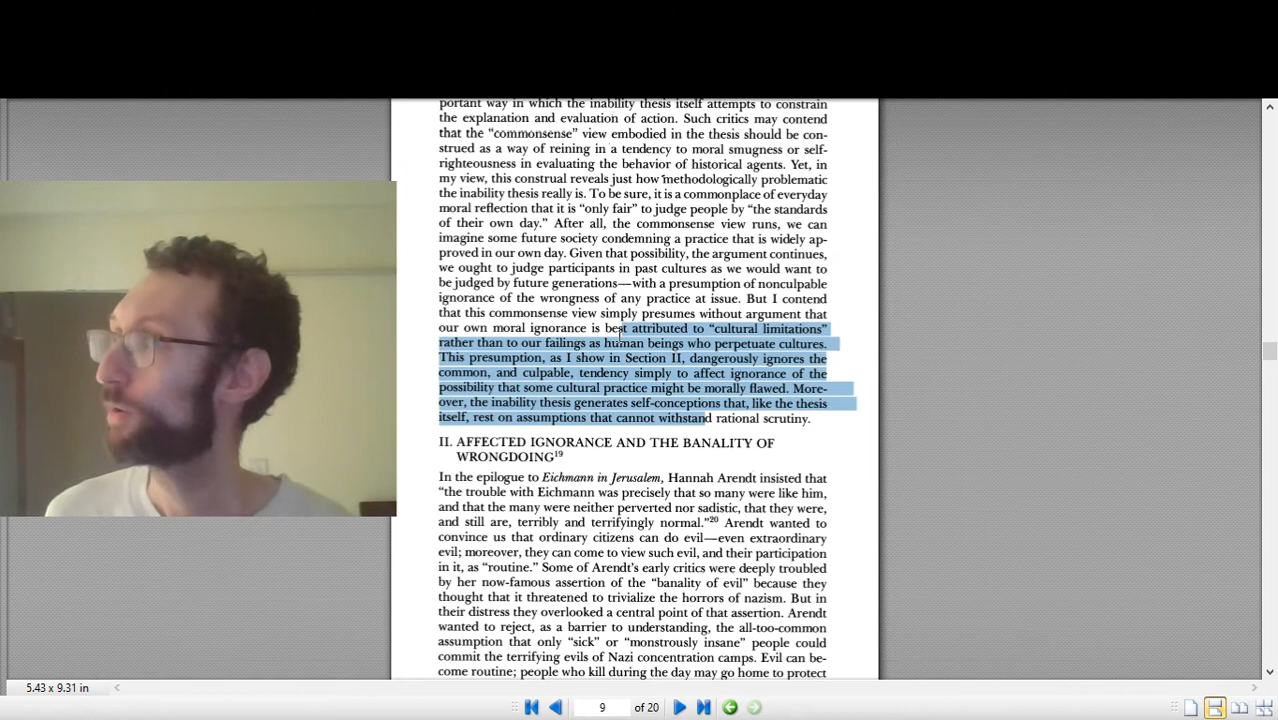 portant way in which the inability thesis itself attempts to constrain
the explanation and evaluation of action. Such critics may contend
that the “commonsense” view embodied in the thesis should be con-
strued as a way of reining in a tendency to moral smugness or self-
righteousness in evaluating the behavior of historical agents. Yet, in
my view, this construal reveals just how methodologically problematic
the inability thesis really is. To be sure, it is a commonplace of everyday
moral reflection that it is “only fair” to judge people by “the standards
of their own day.” After all, the commonsense view runs, we can
imagine some future society condemning a practice that is widely ap-
proved in our own day. Given that possibility, the argument continues,
we ought to judge participants in past cultures as we would want to
be judged by future generations—with a presumption of nonculpable
ignorance of the wrongness of any practice at issue. But I contend
that this commonsense view simply presumes without argument that
our own moral ignorance is best attributed to “cultural limitations”
rather than to our failings as human beings who perpetuate cultures.
This presumption, as I show in Section II, dangerously ignores the
common, and culpable, tendency simply to affect ignorance of the
possibility that some cultural practice might be morally flawed. More-
over, the inability thesis generates self-conceptions that, like the thesis
itself, rest on assumptions that cannot withstand rational scrutiny.
II. AFFECTED IGNORANCE AND THE BANALITY OF
WRONGDOING19
In the epilogue to Eichmann in Jerusalem, Hannah Arendt insisted that
“the trouble with Eichmann was precisely that so many were like him,
and that the many were neither perverted nor sadistic, that they were,
and still are, terribly and terrifyingly normal.”20 Arendt wanted to
convince us that ordinary citizens can do evil—even extraordinary
evil; moreover, they can come to view such evil, and their participation
in it, as “routine.” Some of Arendt’s early critics were deeply troubled
by her now-famous assertion of the “banality of evil” because they
thought that it threatened to trivialize the horrors of nazism. But in
their distress they overlooked a central point of that assertion. Arendt
wanted to reject, as a barrier to understanding, the all-too-common
assumption that only “sick” or “monstrously insane” people could
commit the terrifying evils of Nazi concentration camps. Evil can be-
come routine; people who kill during the day may go home to protect
5.43 x 9.31 in
9 of 20